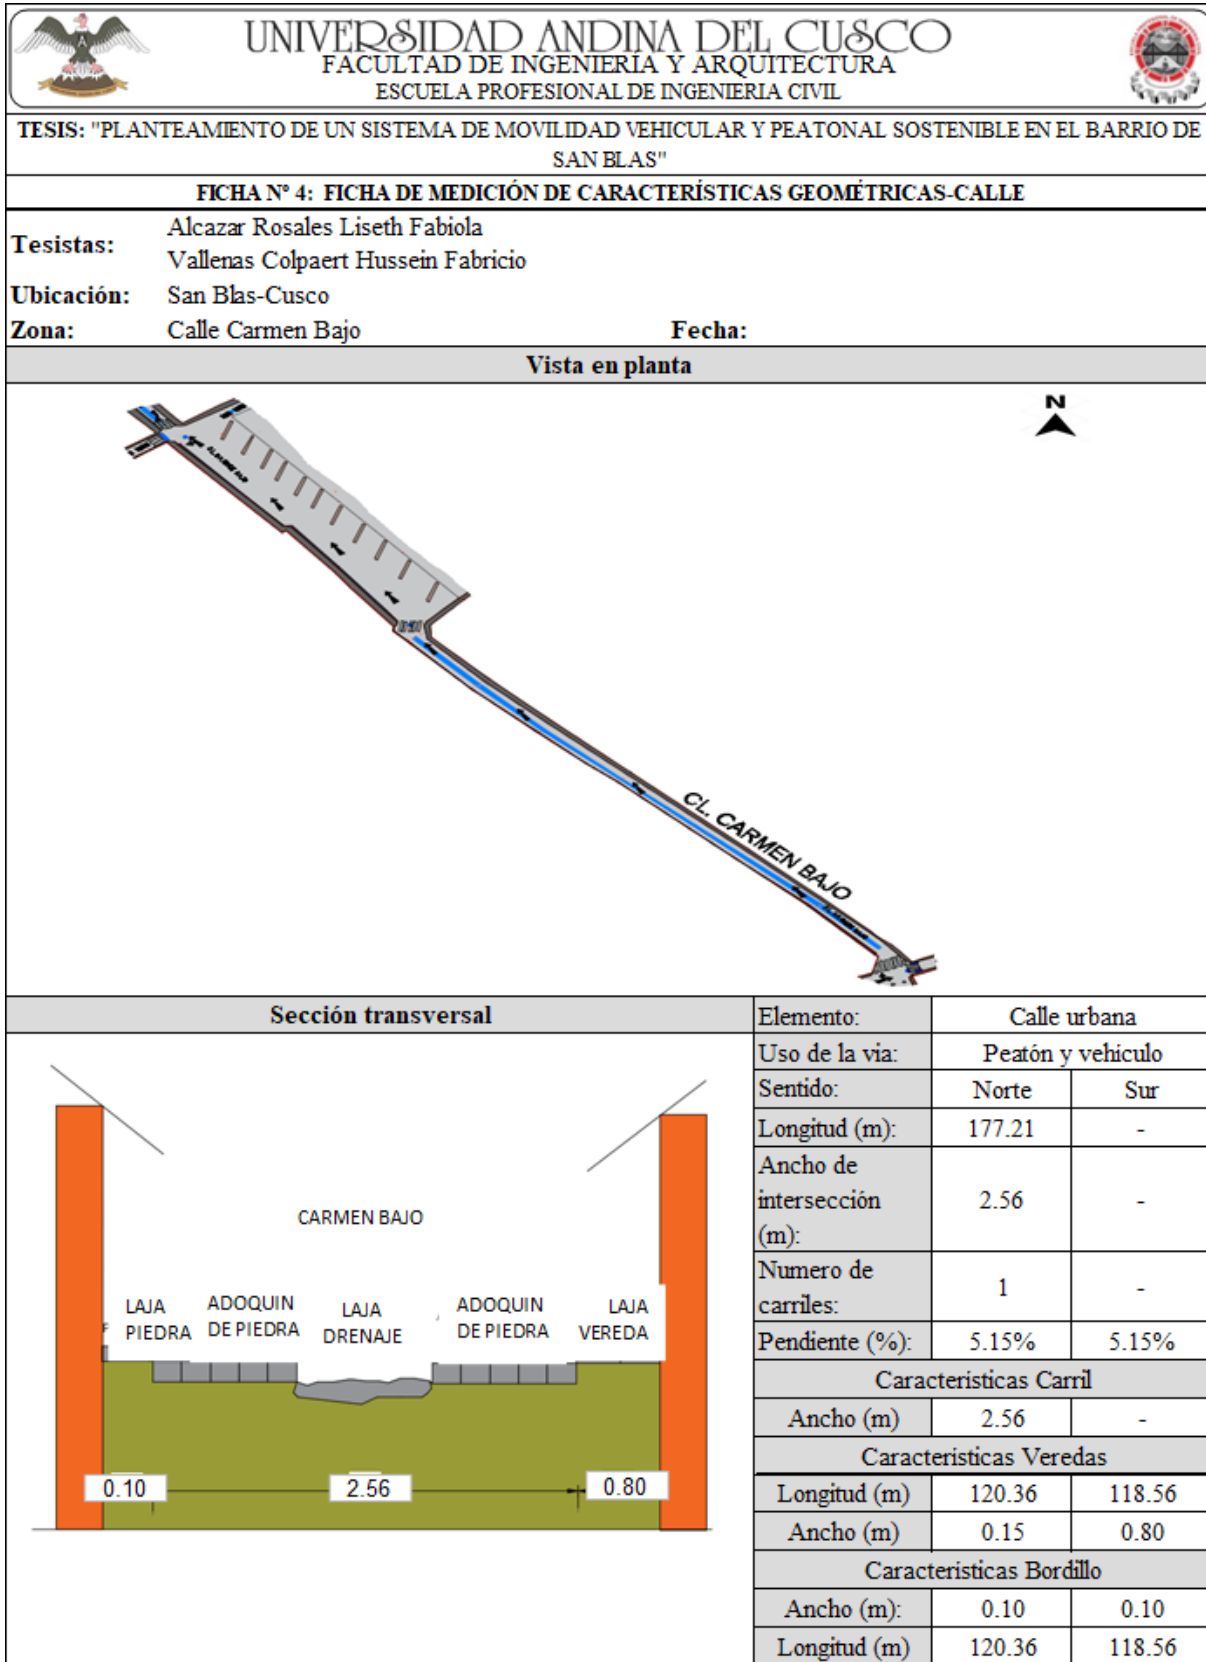 UNIVERSIDAD ANDINA DEL CUSCO
FACULTAD DE INGENIERÍA Y ARQUITECTURA
ESCUELA PROFESIONAL DE INGENIERIA CIVIL
TESIS: "PLANTEAMIENTO DE UN SISTEMA DE MOVILIDAD VEHICULAR Y PEATONAL SOSTENIBLE EN EL BARRIO DE
SAN BLAS"
FICHA Nº 4: FICHA DE MEDICIÓN DE CARACTERÍSTICAS GEOMÉTRICAS-CALLE
Tesistas: Alcazar Rosales Liseth Fabiola
Vallenas Colpaert Hussein Fabricio
Ubicación: San Blas-Cusco
Zona: Calle Carmen Bajo Fecha:
Vista en planta
N
CL. CARMEN BAJO
Sección transversal
CARMEN BAJO
LAJA PIEDRA
ADOQUIN DE PIEDRA
LAJA DRENAJE
ADOQUIN DE PIEDRA
LAJA VEREDA
0.10 2.56 0.80
Elemento: Calle urbana
Uso de la via: Peatón y vehiculo
Sentido: Norte Sur
Longitud (m): 177.21 -
Ancho de intersección (m): 2.56 -
Numero de carriles: 1 -
Pendiente (%): 5.15% 5.15%
Caracteristicas Carril
Ancho (m) 2.56 -
Características Veredas
Longitud (m) 120.36 118.56
Ancho (m) 0.15 0.80
Características Bordillo
Ancho (m): 0.10 0.10
Longitud (m) 120.36 118.56